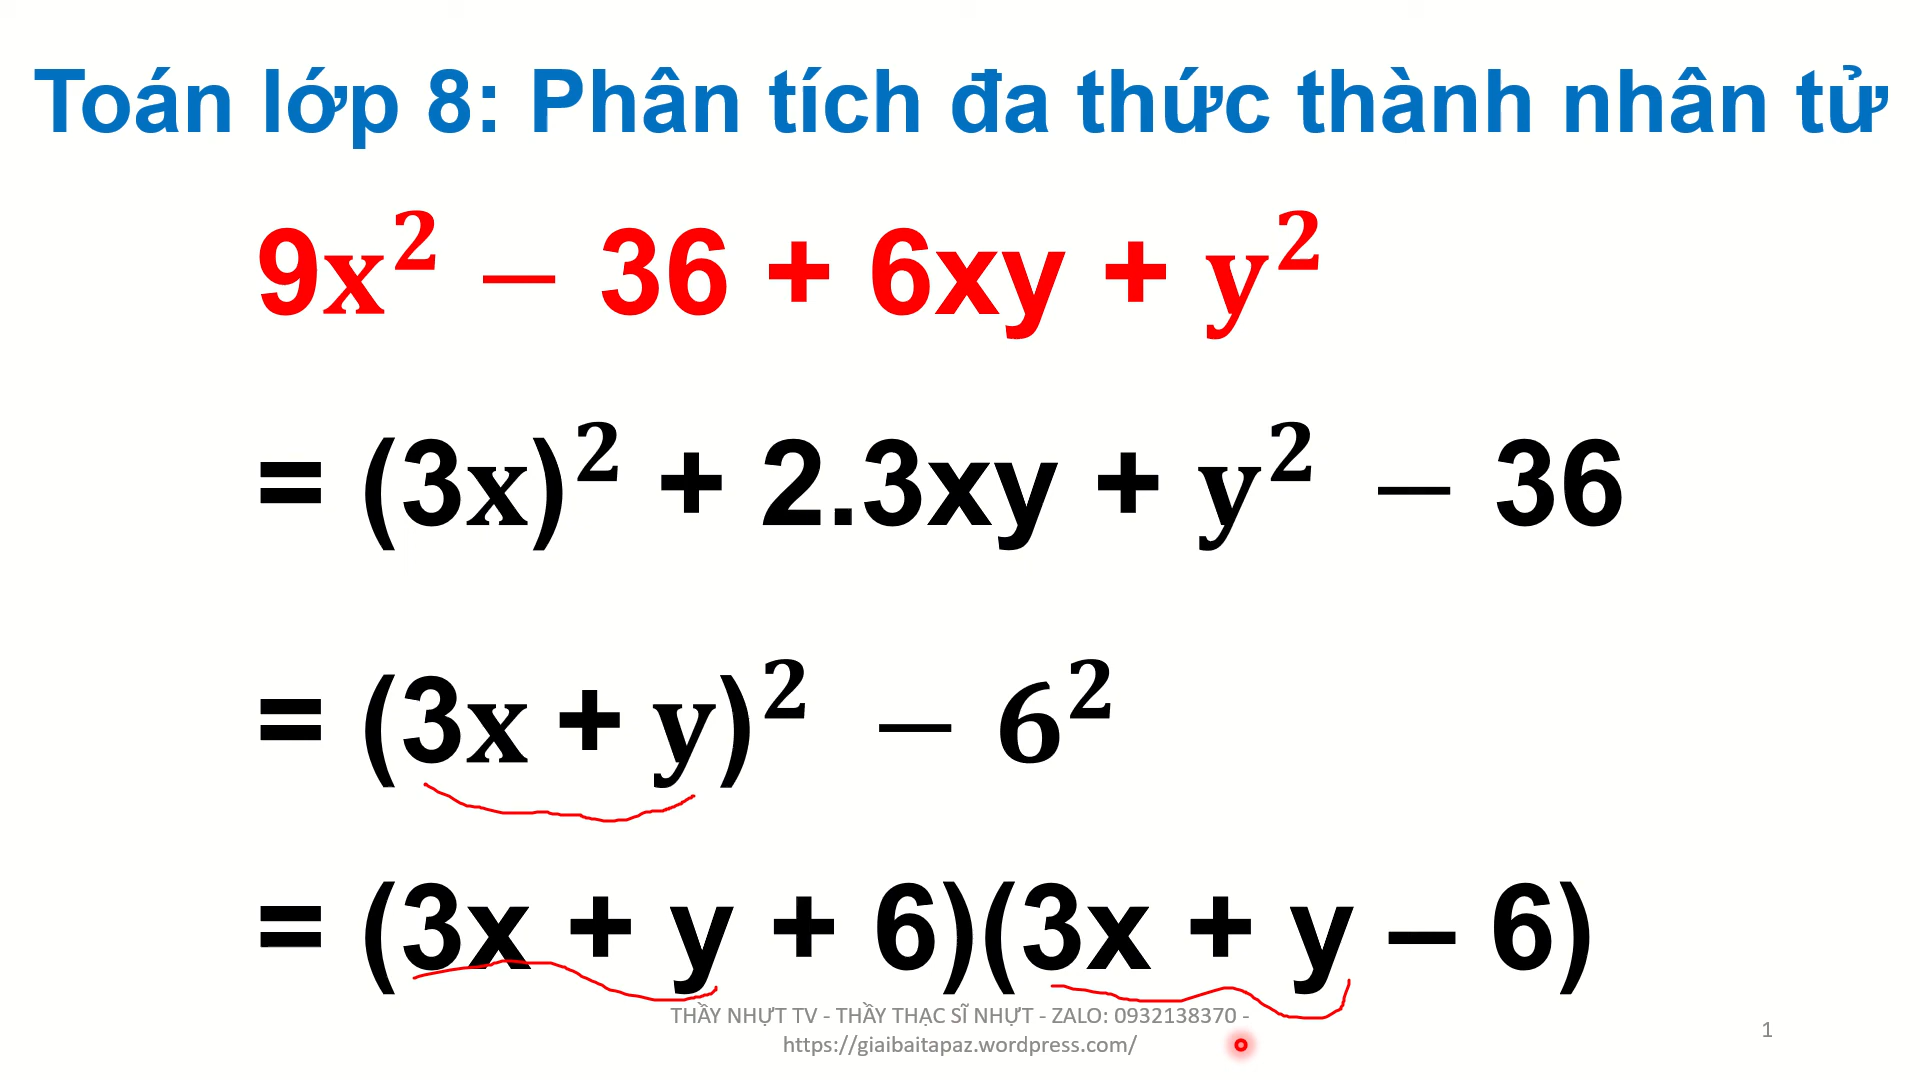 Toán lớp 8: Phân tích đa thức thành nhân tử
9x² – 36 + 6xy + y²
= (3x)² + 2.3xy + y² – 36
= (3x + y)² – 6²
= (3x + y + 6)(3x + y – 6)
THẦY NHỰT TV - THẦY THẠC SĨ NHỰT - ZALO: 0932138370 -
https://giaibaitapaz.wordpress.com/
1